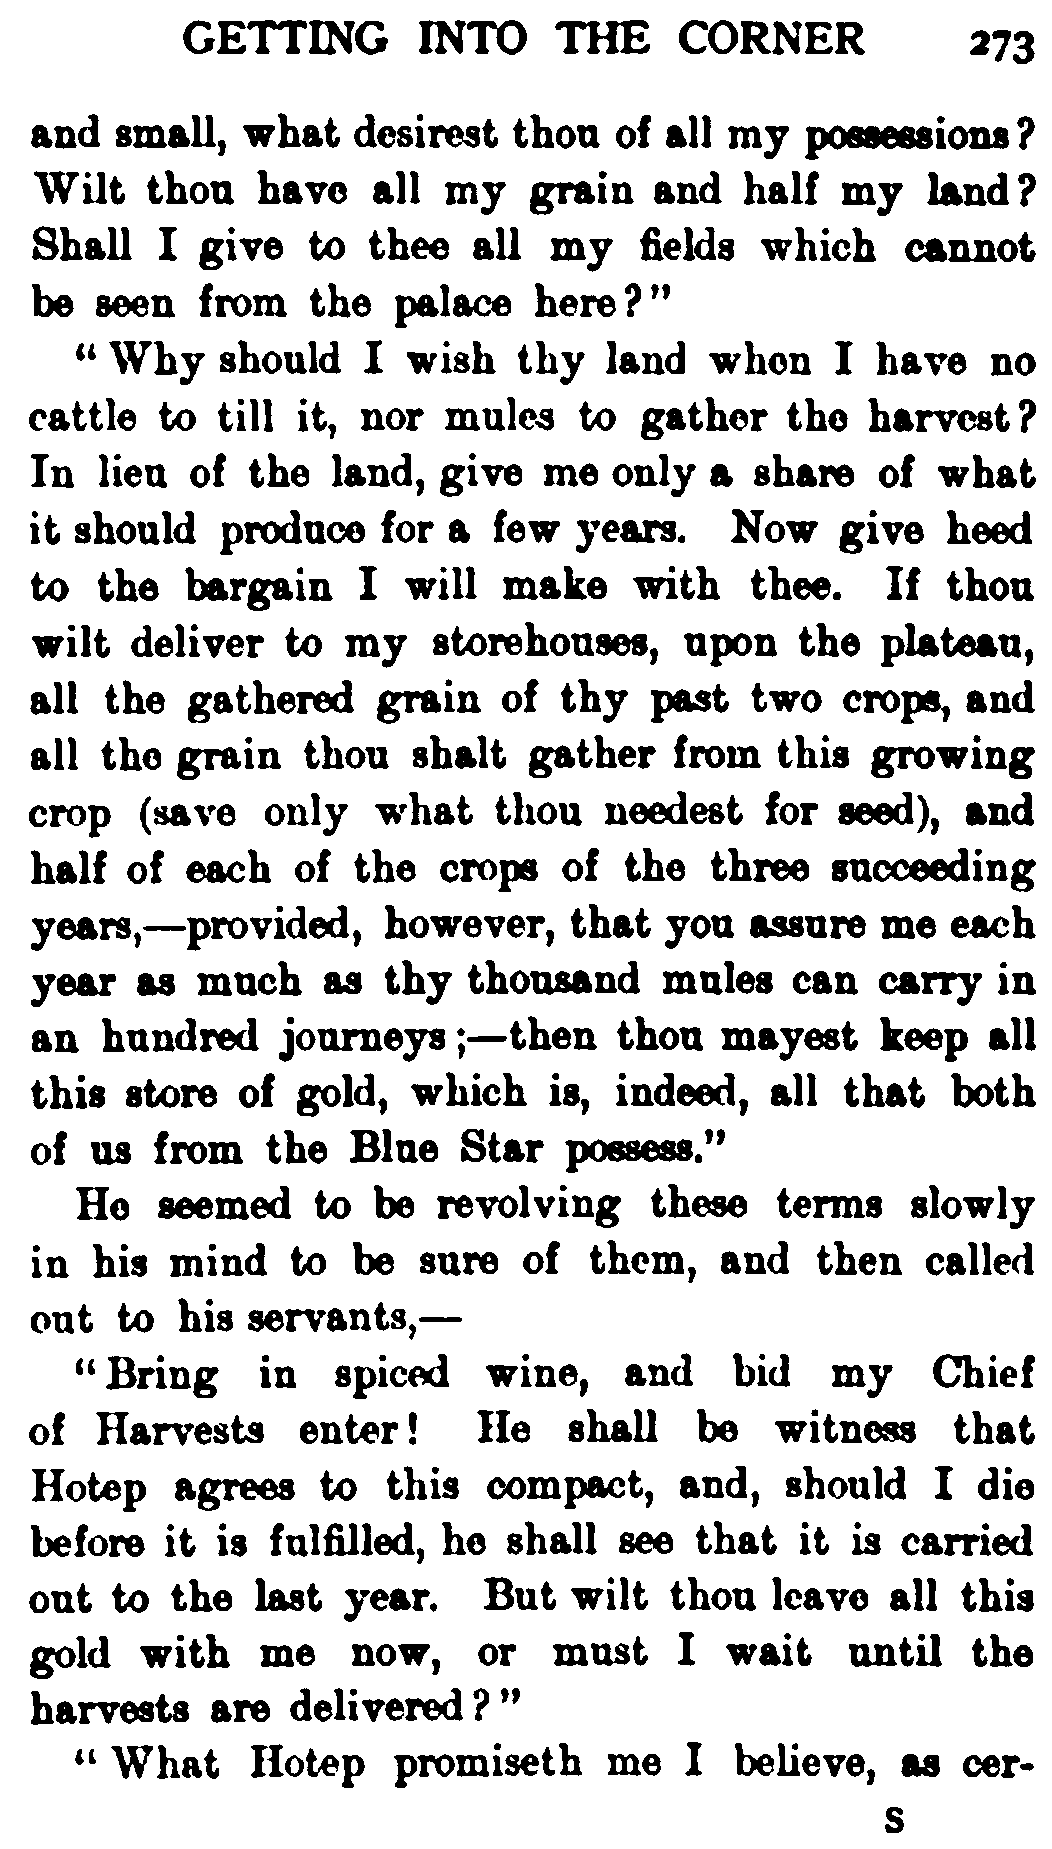 GETTING INTO THE CORNER 273
and small, what desirest thou of all my possessions?
Wilt thou have all my grain and half my land?
Shall I give to thee all my fields which cannot
be seen from the palace here?"
"Why should I wish thy land when I have no
cattle to till it, nor mules to gather the harvest?
In lieu of the land, give me only a share of what
it should produce for a few years. Now give heed
to the bargain I will make with thee. If thou
wilt deliver to my storehouses, upon the plateau,
all the gathered grain of thy past two crops, and
all the grain thou shalt gather from this growing
crop (save only what thou needest for seed), and
half of each of the crops of the three succeeding
years,—provided, however, that you assure me each
year as much as thy thousand mules can carry in
an hundred journeys;—then thou mayest keep all
this store of gold, which is, indeed, all that both
of us from the Blue Star possess."
He seemed to be revolving these terms slowly
in his mind to be sure of them, and then called
out to his servants,—
"Bring in spiced wine, and bid my Chief
of Harvests enter! He shall be witness that
Hotep agrees to this compact, and, should I die
before it is fulfilled, he shall see that it is carried
out to the last year. But wilt thou leave all this
gold with me now, or must I wait until the
harvests are delivered?"
"What Hotep promiseth me I believe, as cer-
S